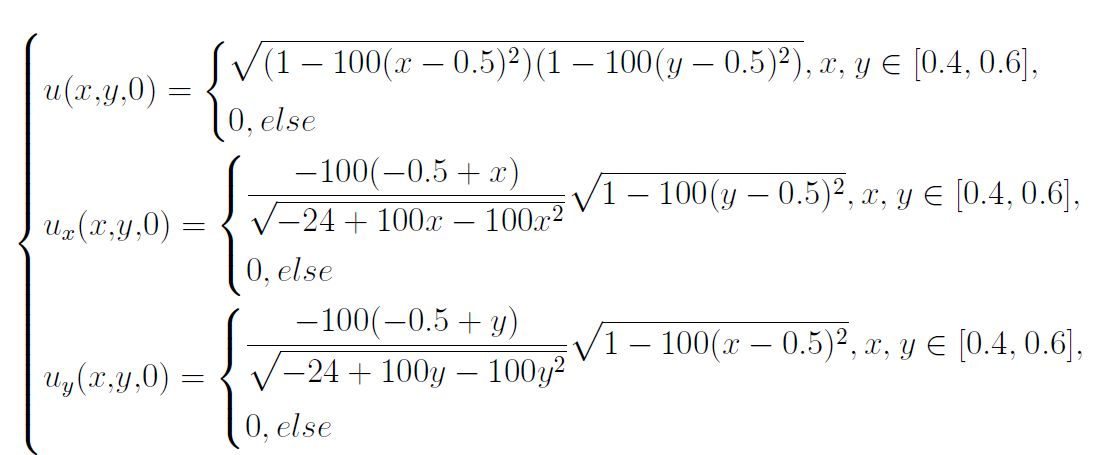 u(x,y,0) = { √((1 − 100(x − 0.5)²)(1 − 100(y − 0.5)²)), x, y ∈ [0.4, 0.6],
0, else
u_x(x,y,0) = { −100(−0.5 + x) / √(−24 + 100x − 100x²) √(1 − 100(y − 0.5)²), x, y ∈ [0.4, 0.6],
0, else
u_y(x,y,0) = { −100(−0.5 + y) / √(−24 + 100y − 100y²) √(1 − 100(x − 0.5)²), x, y ∈ [0.4, 0.6],
0, else